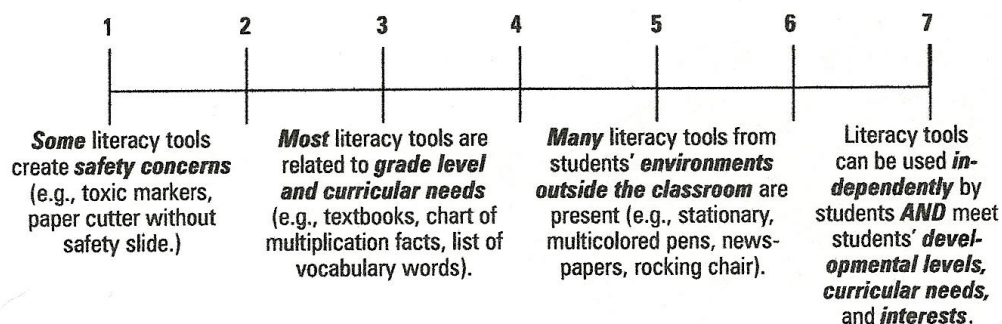 1 2 3 4 5 6 7
Some literacy tools
create safety concerns
(e.g., toxic markers,
paper cutter without
safety slide.)
Most literacy tools are
related to grade level
and curricular needs
(e.g., textbooks, chart of
multiplication facts, list of
vocabulary words).
Many literacy tools from
students' environments
outside the classroom are
present (e.g., stationary,
multicolored pens, news-
papers, rocking chair).
Literacy tools
can be used in-
dependently by
students AND meet
students' devel-
opmental levels,
curricular needs,
and interests.